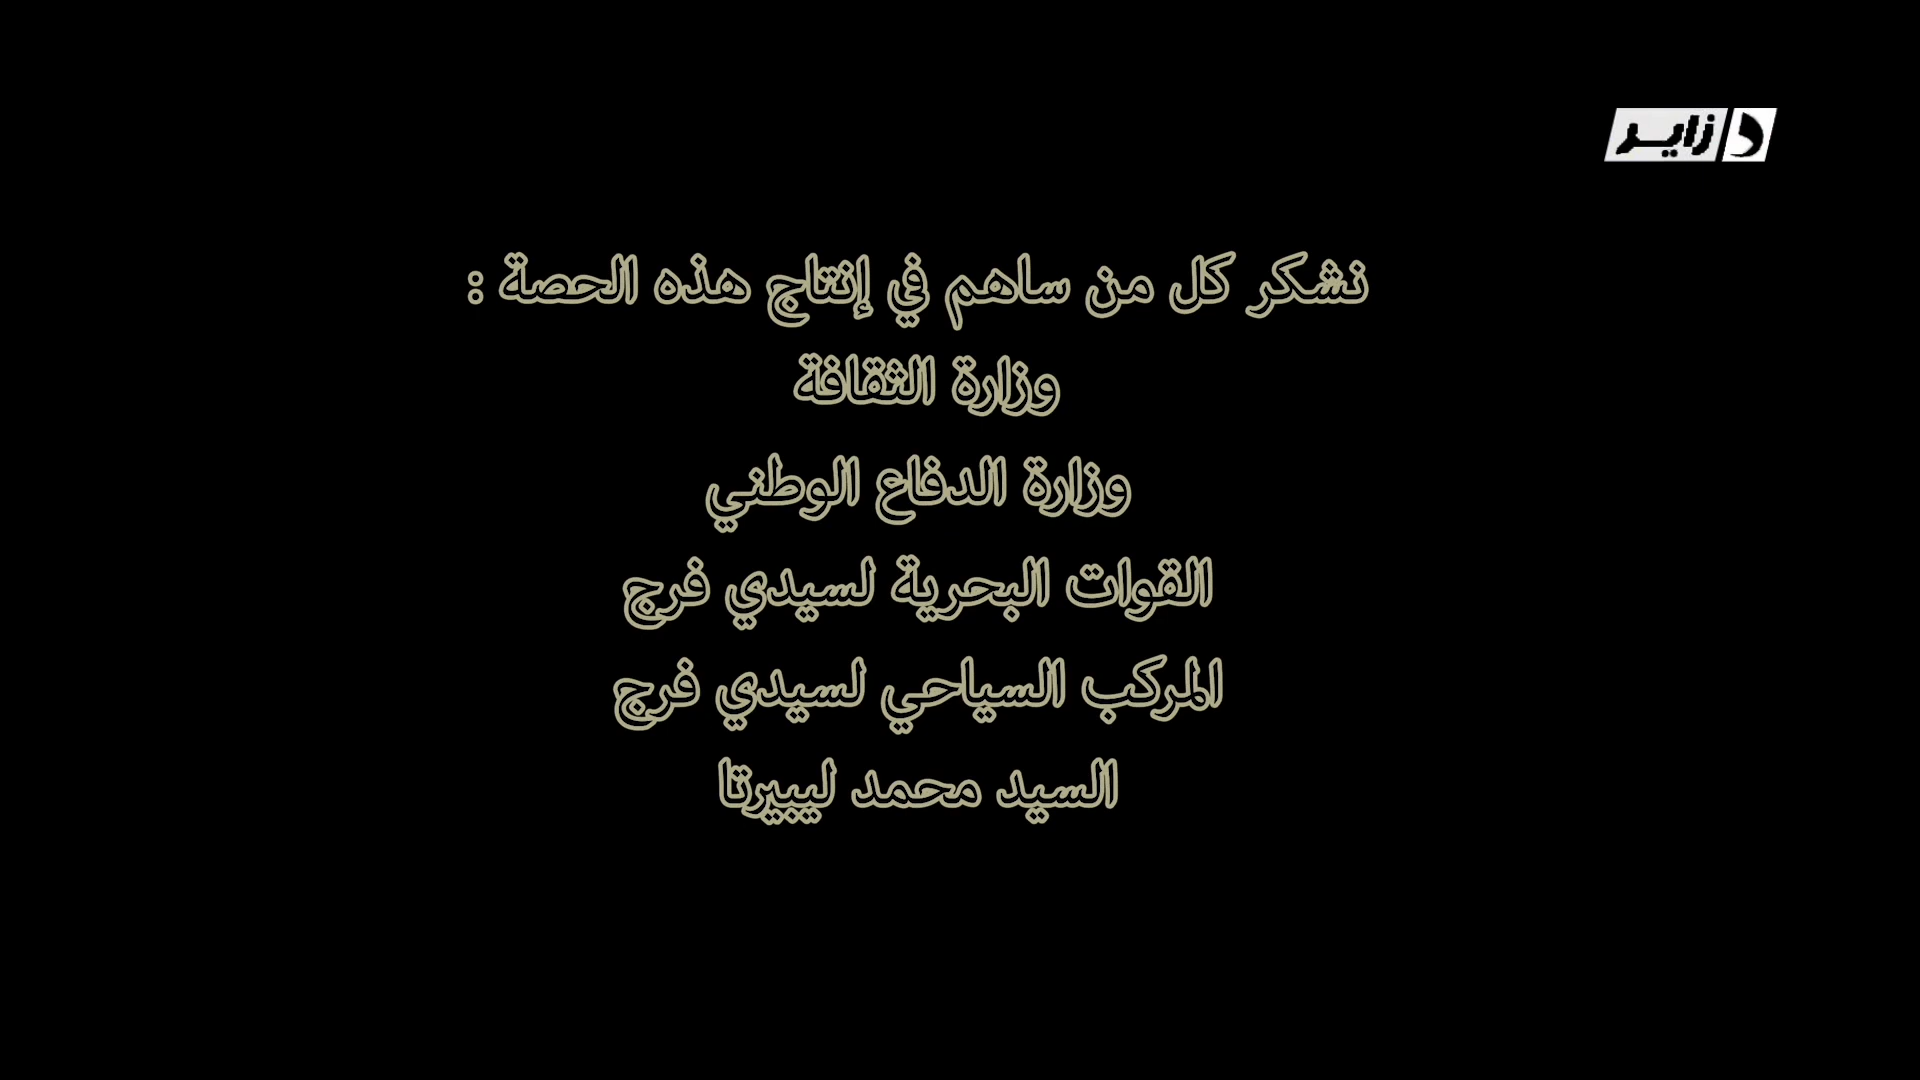 دزاير
نشكر كل من ساهم في إنتاج هذه الحصة :
وزارة الثقافة
وزارة الدفاع الوطني
القوات البحرية لسيدي فرج
المركب السياحي لسيدي فرج
السيد محمد ليبيرتا